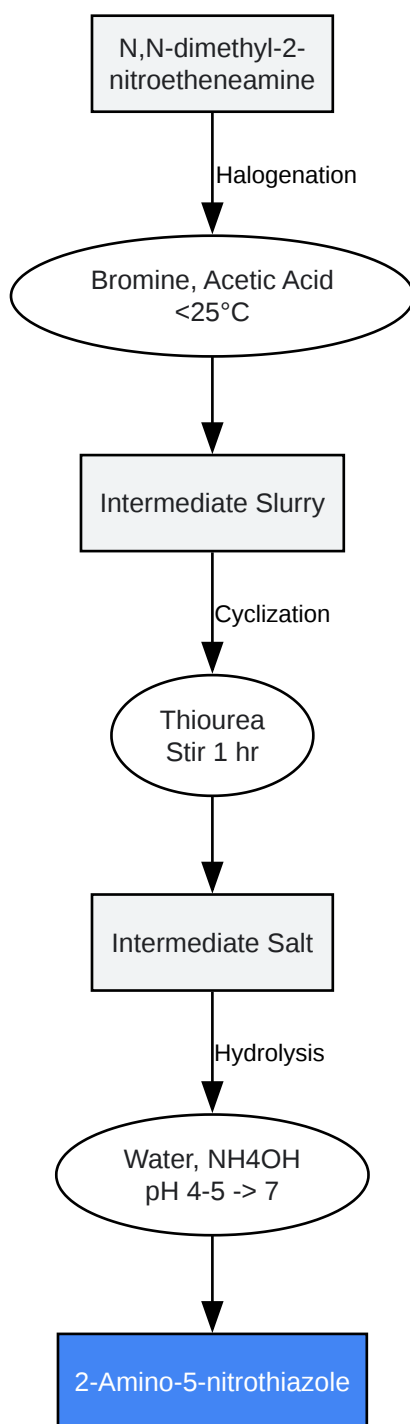 N,N-dimethyl-2-
nitroetheneamine
Halogenation
Bromine, Acetic Acid
<25°C
Intermediate Slurry
Cyclization
Thiourea
Stir 1 hr
Intermediate Salt
Hydrolysis
Water, NH4OH
pH 4-5 -> 7
2-Amino-5-nitrothiazole